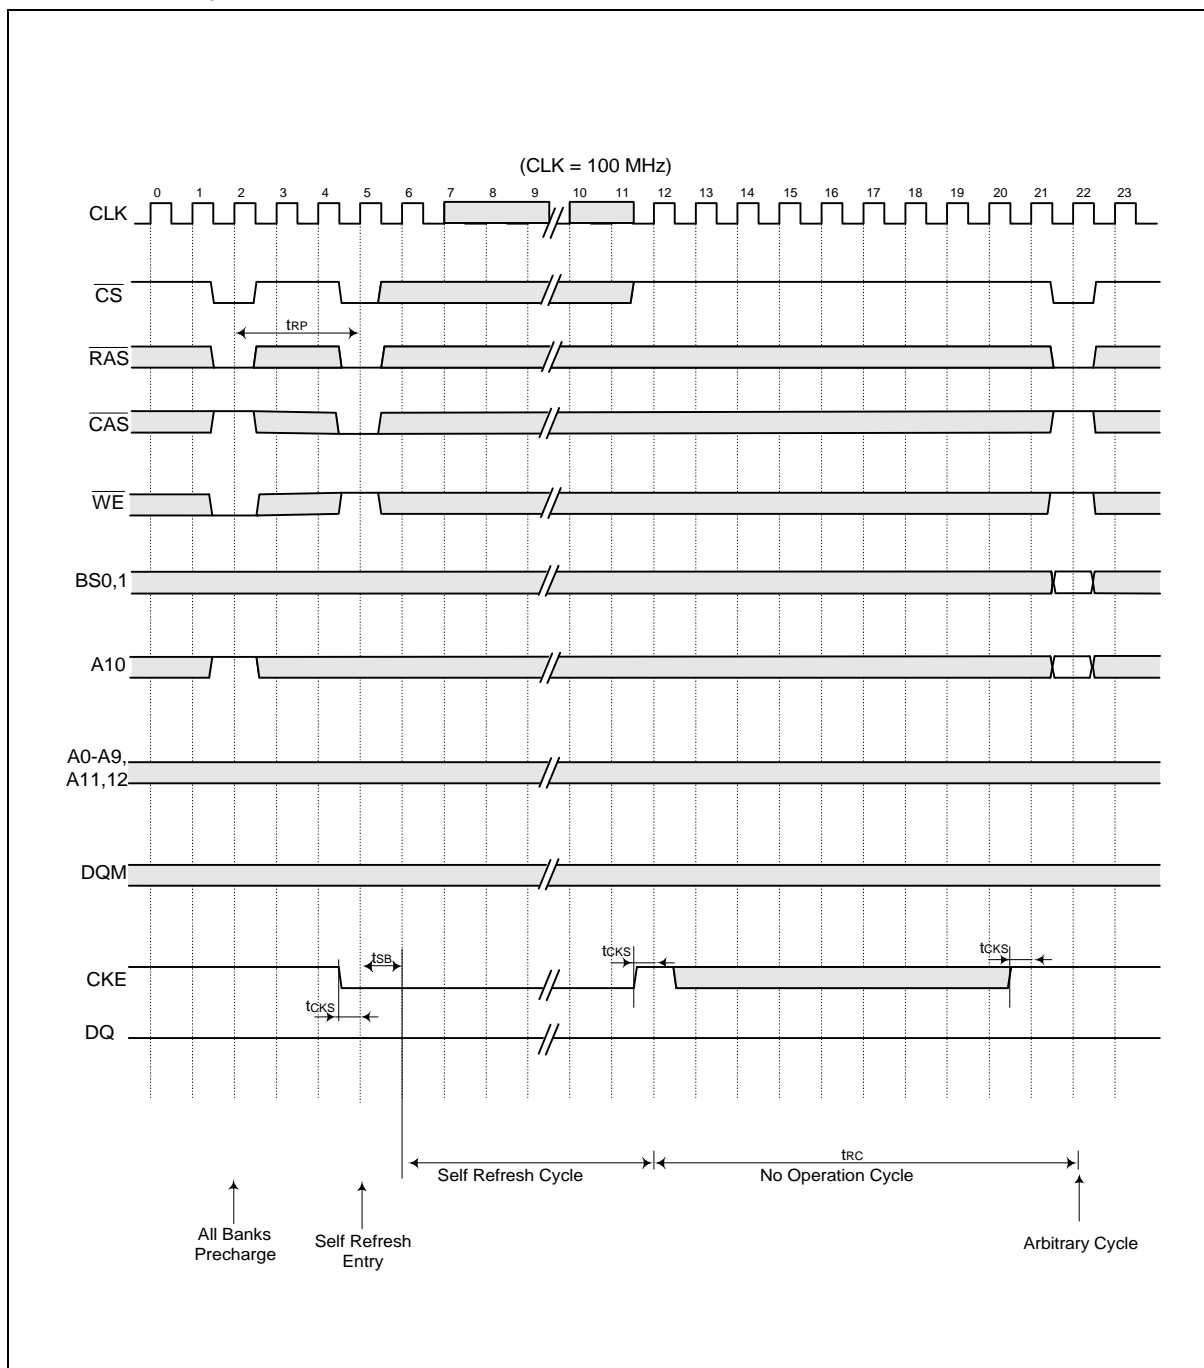 (CLK = 100 MHz)
0 1 2 3 4 5 6 7 8 9 10 11 12 13 14 15 16 17 18 19 20 21 22 23
CLK
CS
tRP
RAS
CAS
WE
BS0,1
A10
A0-A9,
A11,12
DQM
tSB tCKS tCKS
CKE
tCKS
DQ
tRC
Self Refresh Cycle No Operation Cycle
All Banks
Precharge
Self Refresh
Entry
Arbitrary Cycle